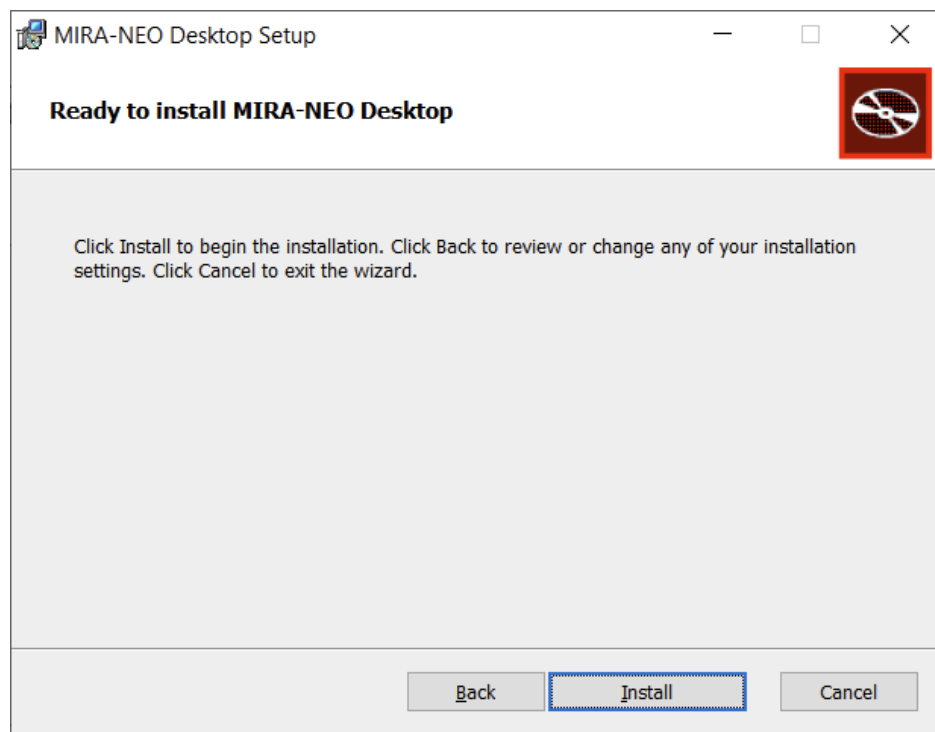 MIRA-NEO Desktop Setup
Ready to install MIRA-NEO Desktop
Click Install to begin the installation. Click Back to review or change any of your installation
settings. Click Cancel to exit the wizard.
Back Install Cancel